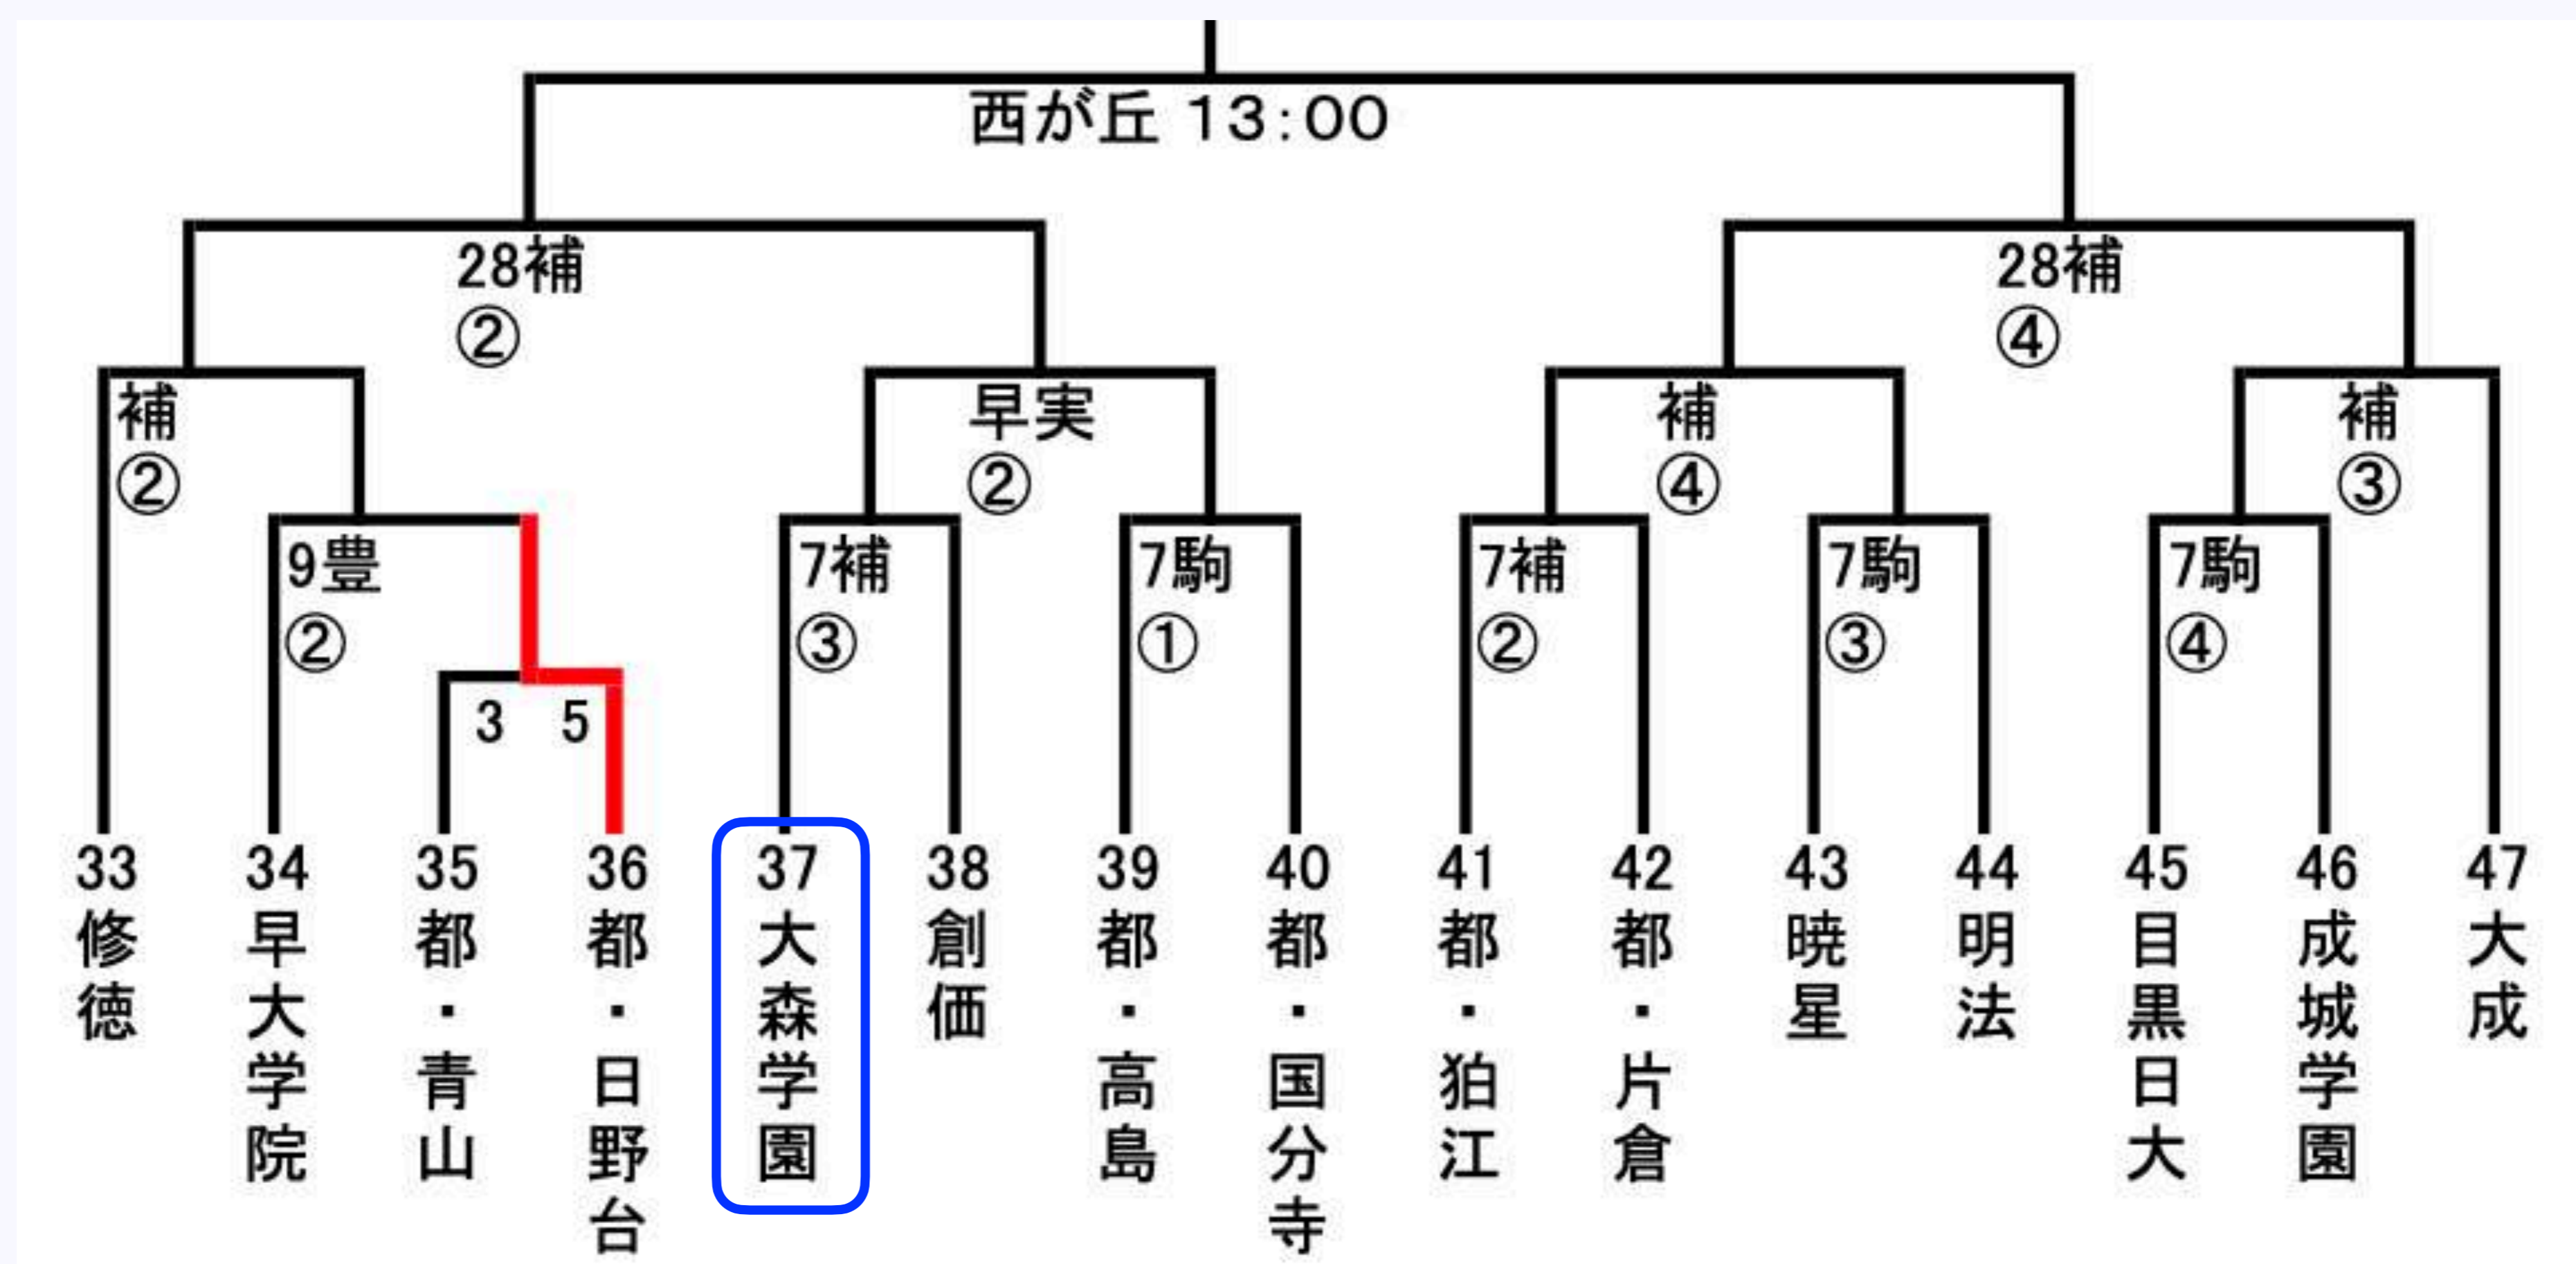 西が丘 13:00
28補
②
28補
④
補
②
早実
②
補
④
補
③
9豊
②
7補
③
7駒
①
7補
②
7駒
③
7駒
④
3 5
33
修徳
34
早大学院
35
都・青山
36
都・日野台
37
大森学園
38
創価
39
都・高島
40
都・国分寺
41
都・狛江
42
都・片倉
43
暁星
44
明法
45
目黒日大
46
成城学園
47
大成